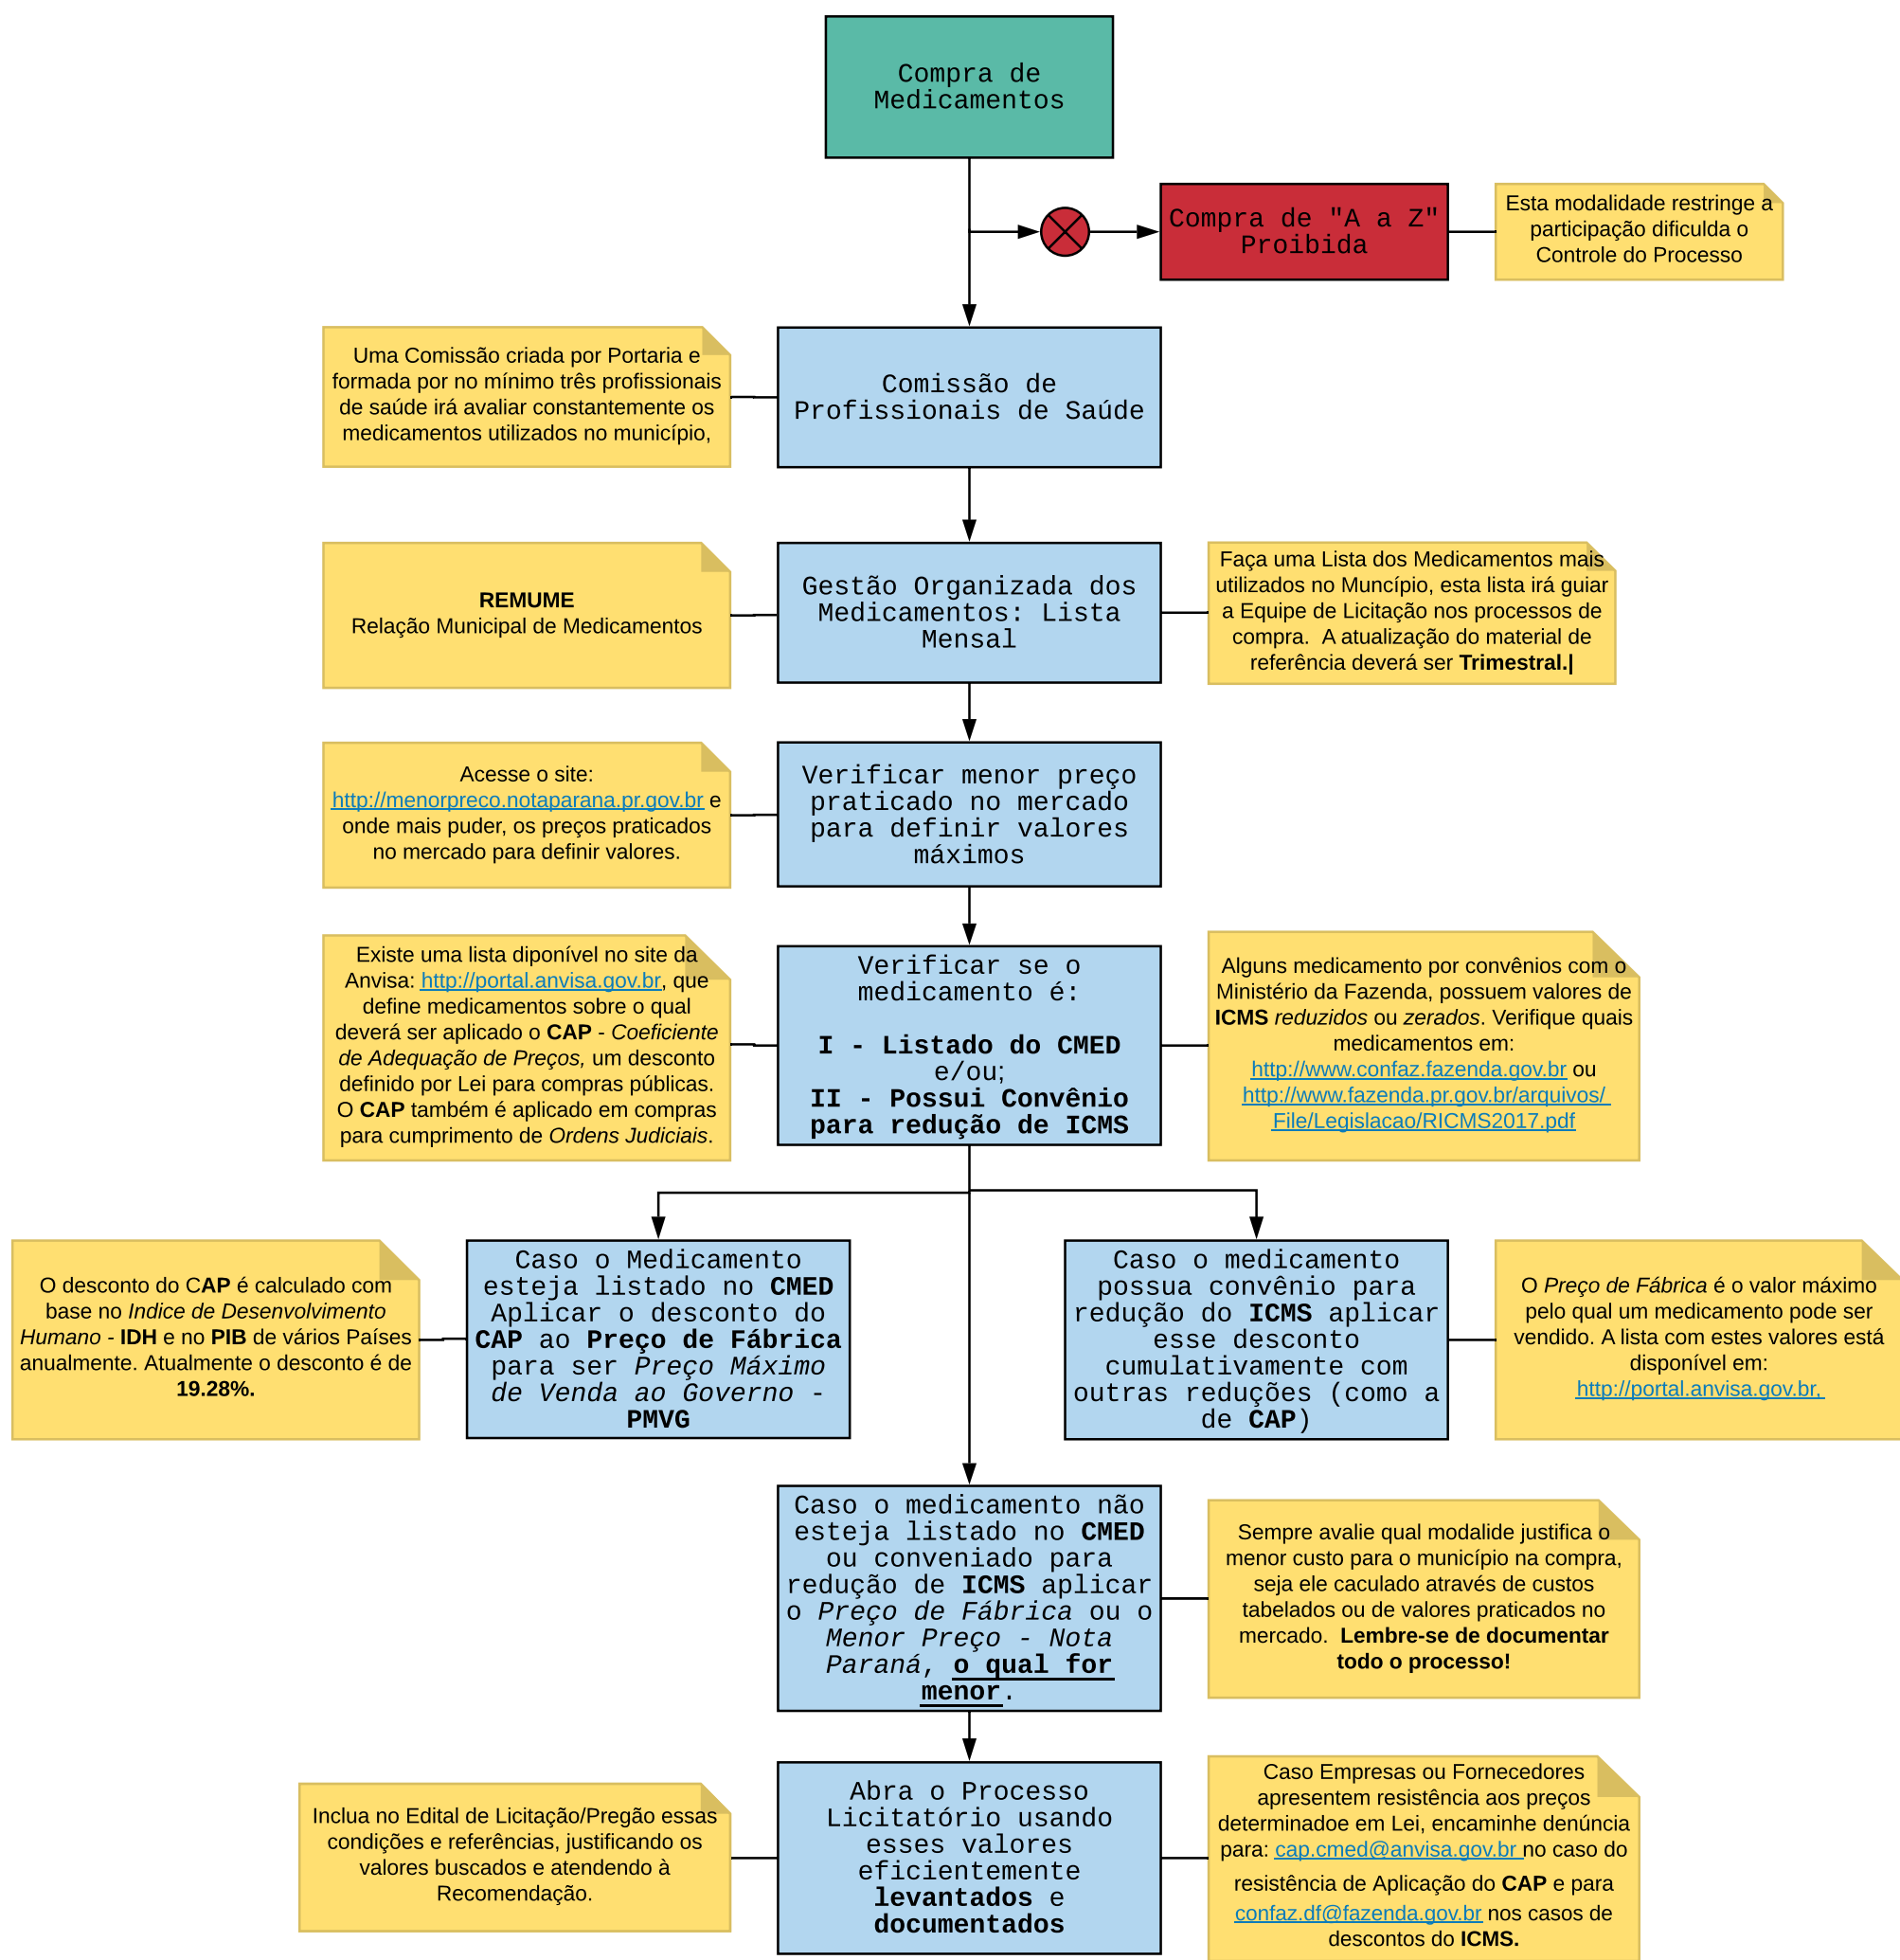 Compra de
Medicamentos
Compra de "A a Z"
Proibida
Esta modalidade restringe a
participação dificulda o
Controle do Processo
Uma Comissão criada por Portaria e
formada por no mínimo três profissionais
de saúde irá avaliar constantemente os
medicamentos utilizados no município,
Comissão de
Profissionais de Saúde
REMUME
Relação Municipal de Medicamentos
Gestão Organizada dos
Medicamentos: Lista
Mensal
Faça uma Lista dos Medicamentos mais
utilizados no Muncípio, esta lista irá guiar
a Equipe de Licitação nos processos de
compra.  A atualização do material de
referência deverá ser Trimestral.|
Acesse o site:
http://menorpreco.notaparana.pr.gov.br e
onde mais puder, os preços praticados
no mercado para definir valores.
Verificar menor preço
praticado no mercado
para definir valores
máximos
Existe uma lista diponível no site da
Anvisa: http://portal.anvisa.gov.br, que
define medicamentos sobre o qual
deverá ser aplicado o CAP - Coeficiente
de Adequação de Preços, um desconto
definido por Lei para compras públicas.
O CAP também é aplicado em compras
para cumprimento de Ordens Judiciais.
Verificar se o
medicamento é:
I - Listado do CMED
e/ou;
II - Possui Convênio
para redução de ICMS
Alguns medicamento por convênios com o
Ministério da Fazenda, possuem valores de
ICMS reduzidos ou zerados. Verifique quais
medicamentos em:
http://www.confaz.fazenda.gov.br ou
http://www.fazenda.pr.gov.br/arquivos/
File/Legislacao/RICMS2017.pdf
O desconto do CAP é calculado com
base no Indice de Desenvolvimento
Humano - IDH e no PIB de vários Países
anualmente. Atualmente o desconto é de
19.28%.
Caso o Medicamento
esteja listado no CMED
Aplicar o desconto do
CAP ao Preço de Fábrica
para ser Preço Máximo
de Venda ao Governo -
PMVG
Caso o medicamento
possua convênio para
redução do ICMS aplicar
esse desconto
cumulativamente com
outras reduções (como a
de CAP)
O Preço de Fábrica é o valor máximo
pelo qual um medicamento pode ser
vendido. A lista com estes valores está
disponível em:
http://portal.anvisa.gov.br.
Caso o medicamento não
esteja listado no CMED
ou conveniado para
redução de ICMS aplicar
o Preço de Fábrica ou o
Menor Preço - Nota
Paraná, o qual for
menor.
Sempre avalie qual modalide justifica o
menor custo para o município na compra,
seja ele caculado através de custos
tabelados ou de valores praticados no
mercado.  Lembre-se de documentar
todo o processo!
Inclua no Edital de Licitação/Pregão essas
condições e referências, justificando os
valores buscados e atendendo à
Recomendação.
Abra o Processo
Licitatório usando
esses valores
eficientemente
levantados e
documentados
Caso Empresas ou Fornecedores
apresentem resistência aos preços
determinadoe em Lei, encaminhe denúncia
para: cap.cmed@anvisa.gov.br no caso do
resistência de Aplicação do CAP e para
confaz.df@fazenda.gov.br nos casos de
descontos do ICMS.